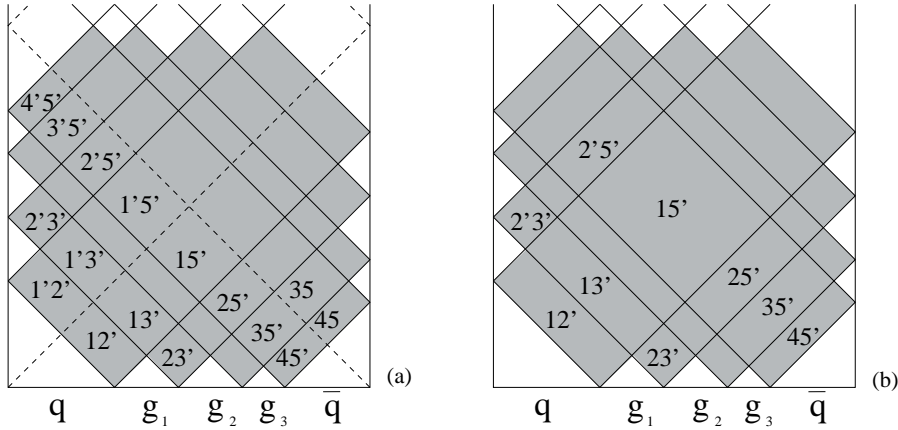 4'5'
3'5'
2'5' 2'5'
1'5' 15'
2'3' 2'3'
1'3' 15' 25' 35 13' 25'
1'2' 13' 35' 45 12' 35'
12' 23' 45' 23' 45'
(a) (b)
q g1 g2 g3 q̅ q g1 g2 g3 q̅